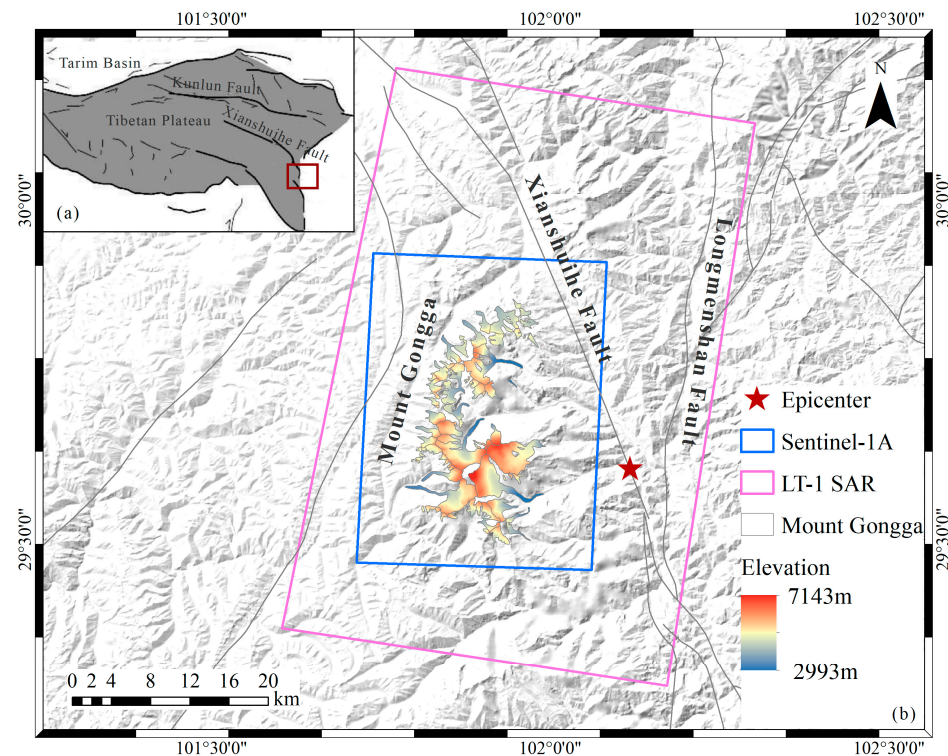 101°30'0"
102°0'0"
102°30'0"
Tarim Basin
Kunlun Fault
Tibetan Plateau
Xianshuihe Fault
(a)
N
30°0'0"
30°0'0"
Xianshuihe Fault
Longmenshan Fault
Mount Gongga
Epicenter
Sentinel-1A
LT-1 SAR
Mount Gongga
29°30'0"
29°30'0"
Elevation
7143m
2993m
0 2 4 8 12 16 20
km
(b)
101°30'0"
102°0'0"
102°30'0"